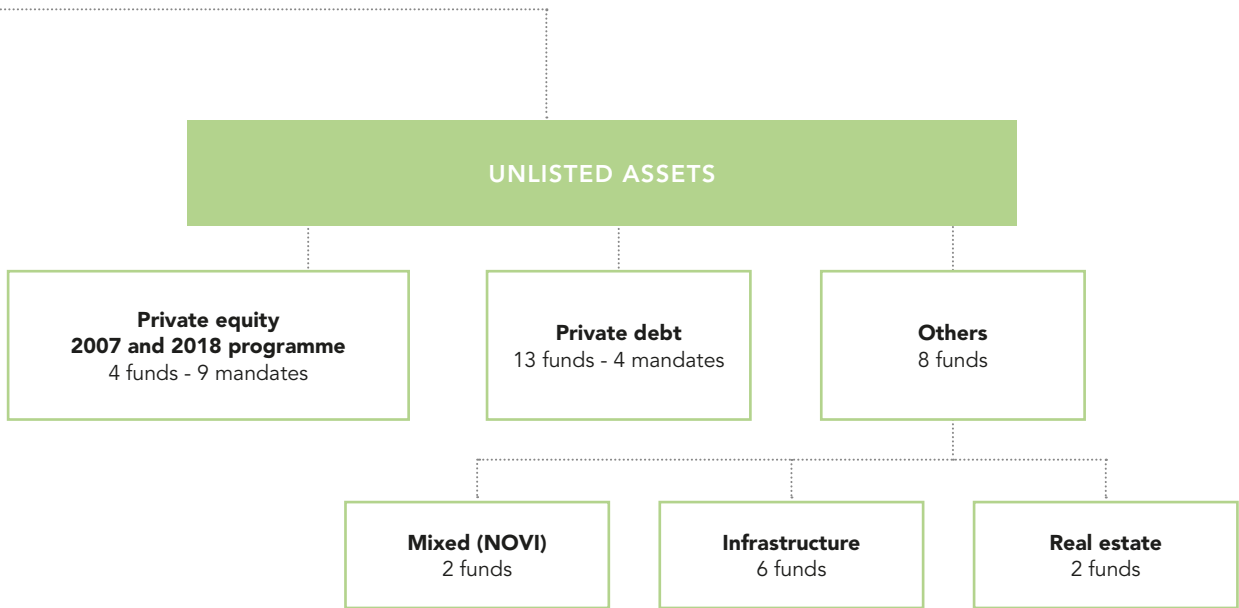 UNLISTED ASSETS
Private equity
2007 and 2018 programme
4 funds - 9 mandates
Private debt
13 funds - 4 mandates
Others
8 funds
Mixed (NOVI)
2 funds
Infrastructure
6 funds
Real estate
2 funds